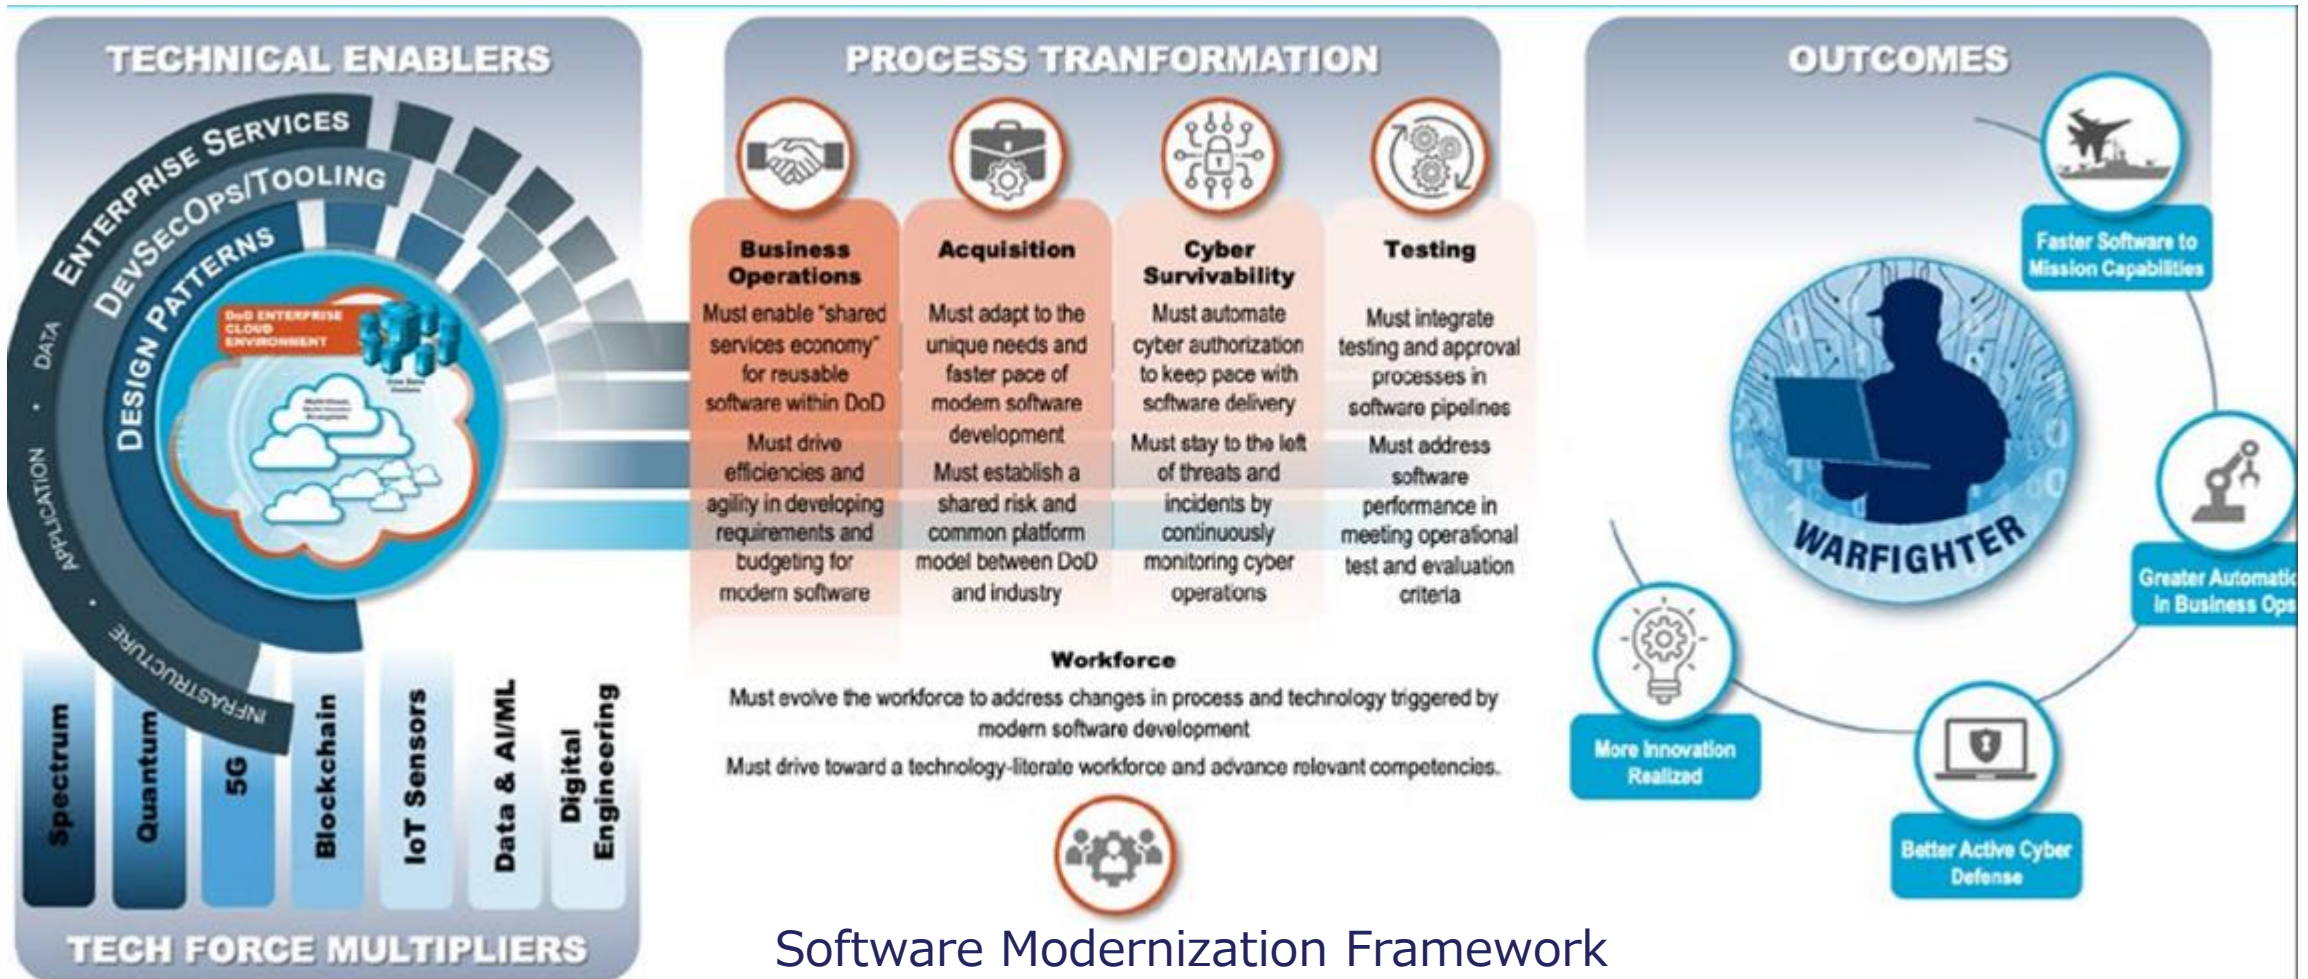 TECHNICAL ENABLERS
ENTERPRISE SERVICES
DEVSECOPS/TOOLING
DESIGN PATTERNS
DATA
APPLICATION
INFRASTRUCTURE
DoD ENTERPRISE
CLOUD
ENVIRONMENT
Spectrum
Quantum
5G
Blockchain
IoT Sensors
Data & AI/ML
Digital
Engineering
TECH FORCE MULTIPLIERS
PROCESS TRANFORMATION
Business
Operations
Must enable "shared
services economy"
for reusable
software within DoD
Must drive
efficiencies and
agility in developing
requirements and
budgeting for
modern software
Acquisition
Must adapt to the
unique needs and
faster pace of
modern software
development
Must establish a
shared risk and
common platform
model between DoD
and industry
Cyber
Survivability
Must automate
cyber authorization
to keep pace with
software delivery
Must stay to the left
of threats and
incidents by
continuously
monitoring cyber
operations
Testing
Must integrate
testing and approval
processes in
software pipelines
Must address
software
performance in
meeting operational
test and evaluation
criteria
Workforce
Must evolve the workforce to address changes in process and technology triggered by
modern software development
Must drive toward a technology-literate workforce and advance relevant competencies.
OUTCOMES
Faster Software to
Mission Capabilities
WARFIGHTER
Greater Automatio
in Business Ops
More Innovation
Realized
Better Active Cyber
Defense
Software Modernization Framework